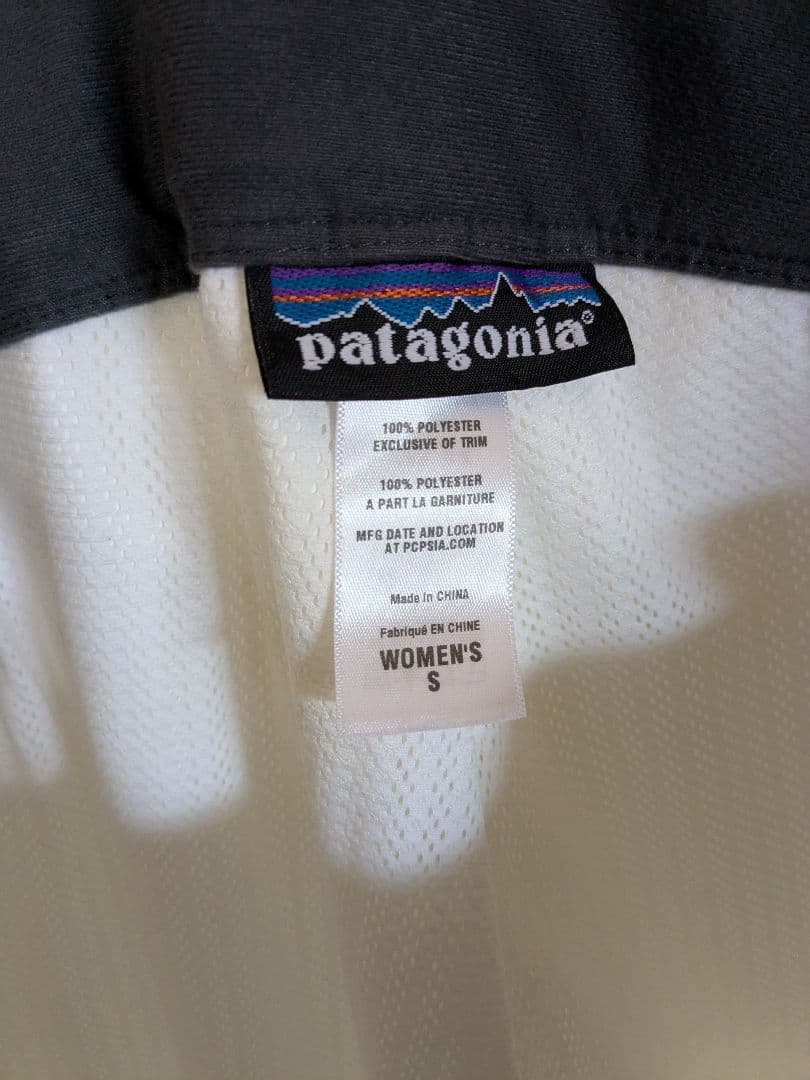 patagonia®
100% POLYESTER
EXCLUSIVE OF TRIM
100% POLYESTER
A PART LA GARNITURE
MFG DATE AND LOCATION
AT PCPSIA.COM
Made in CHINA
Fabriqué EN CHINE
WOMEN'S
S